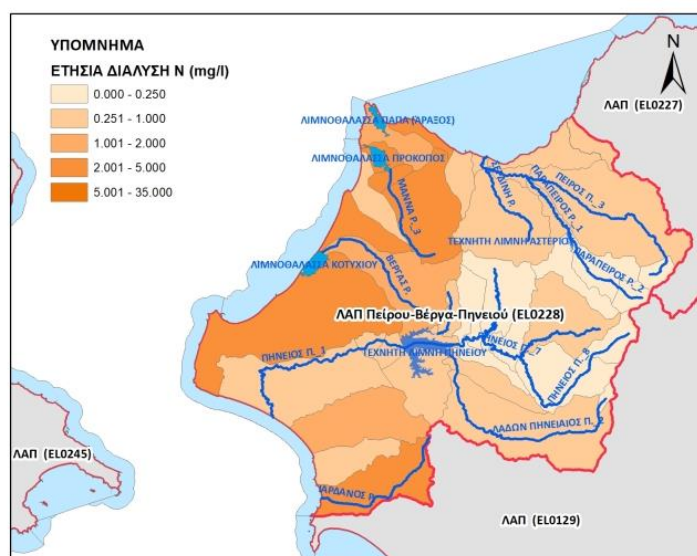 ΥΠΟΜΝΗΜΑ
ΕΤΗΣΙΑ ΔΙΑΛΥΣΗ Ν (mg/l)
0.000 - 0.250
0.251 - 1.000
1.001 - 2.000
2.001 - 5.000
5.001 - 35.000
N
ΛΑΠ (EL0227)
ΛΙΜΝΟΘΑΛΑΣΣΑ ΠΑΠΑ (ΑΡΑΞΟΣ)
ΛΙΜΝΟΘΑΛΑΣΣΑ ΠΡΟΚΟΠΟΣ
ΜΑΝΝΑ Ρ._3
ΣΕΡΔΙΝΗ Ρ.
ΠΑΡΑΠΕΙΡΟΣ Ρ._1
ΠΕΙΡΟΣ Π._3
ΤΕΧΝΗΤΗ ΛΙΜΝΗ ΑΣΤΕΡΙΟΥ
ΠΑΡΑΠΕΙΡΟΣ Ρ._2
ΛΙΜΝΟΘΑΛΑΣΣΑ ΚΟΤΥΧΙΟΥ
ΒΕΡΓΑΣ Ρ.
ΛΑΠ Πείρου-Βέργα-Πηνειού (EL0228)
ΠΗΝΕΙΟΣ Π._1
ΤΕΧΝΗΤΗ ΛΙΜΝΗ ΠΗΝΕΙΟΥ
ΠΗΝΕΙΟΣ Π._7
ΠΗΝΕΙΟΣ Π._8
ΛΑΔΩΝ ΠΗΝΕΙΑΙΟΣ Π._2
ΛΑΠ (EL0245)
ΙΑΡΔΑΝΟΣ Ρ.
ΛΑΠ (EL0129)